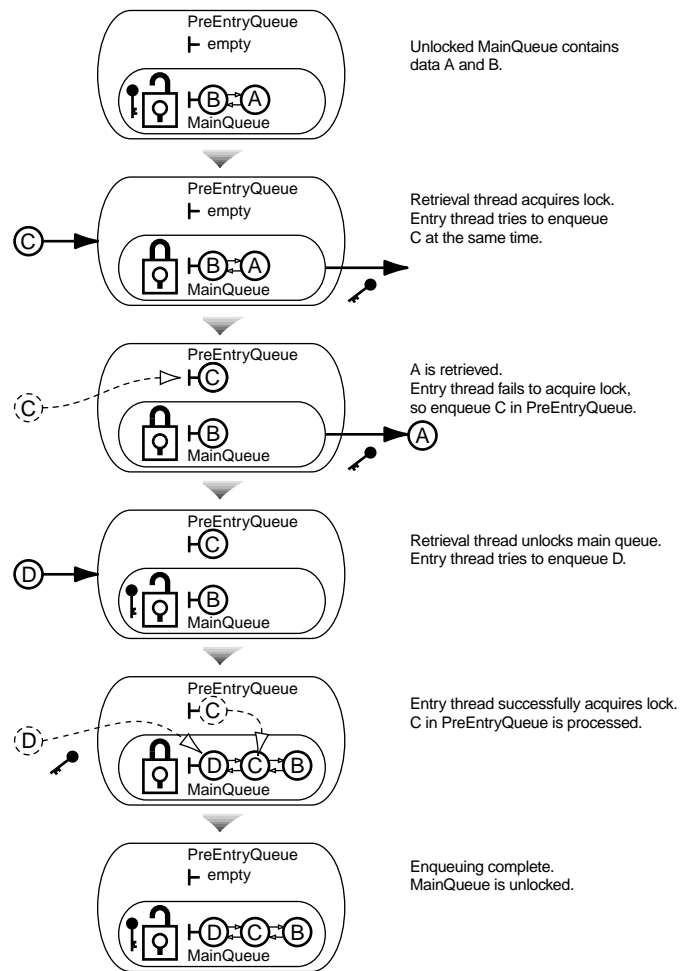 PreEntryQueue
empty
B A
MainQueue
Unlocked MainQueue contains
data A and B.
PreEntryQueue
empty
C
B A
MainQueue
Retrieval thread acquires lock.
Entry thread tries to enqueue
C at the same time.
PreEntryQueue
C
C
B
MainQueue
A
A is retrieved.
Entry thread fails to acquire lock,
so enqueue C in PreEntryQueue.
PreEntryQueue
C
D
B
MainQueue
Retrieval thread unlocks main queue.
Entry thread tries to enqueue D.
PreEntryQueue
C
D
D C B
MainQueue
Entry thread successfully acquires lock.
C in PreEntryQueue is processed.
PreEntryQueue
empty
D C B
MainQueue
Enqueuing complete.
MainQueue is unlocked.